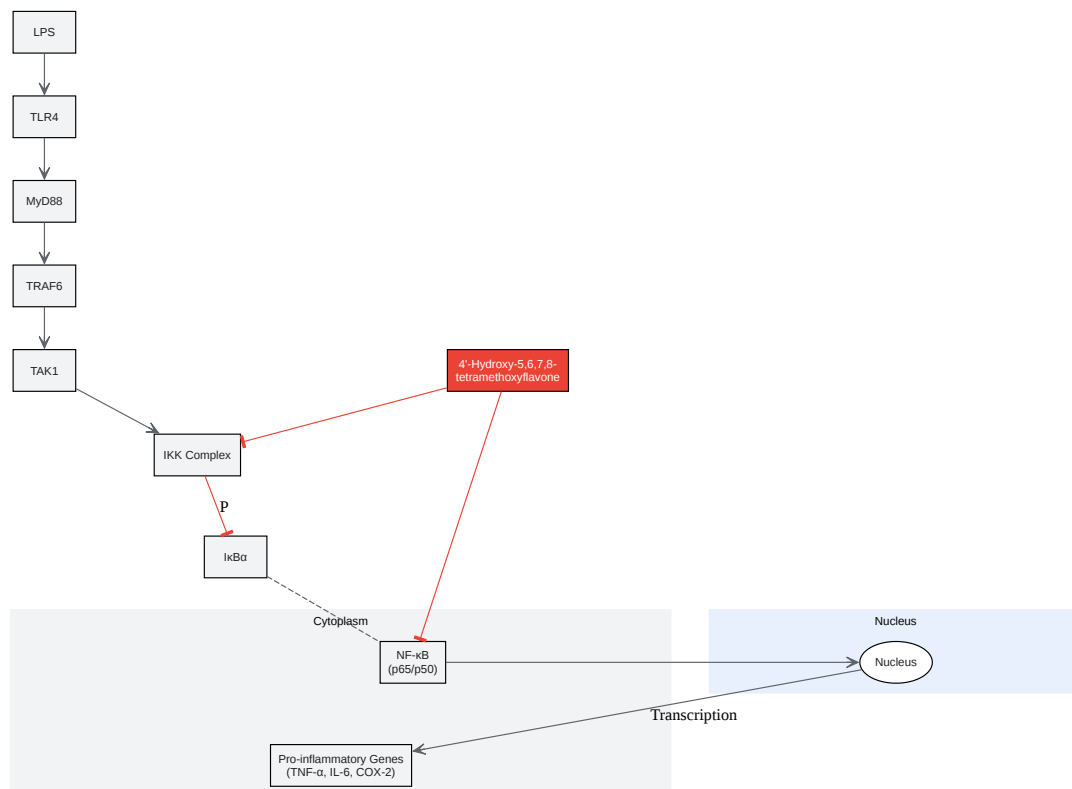 LPS
TLR4
MyD88
TRAF6
TAK1
4'-Hydroxy-5,6,7,8-
tetramethoxyflavone
IKK Complex
P
IκBα
Cytoplasm
Nucleus
NF-κB
(p65/p50)
Nucleus
Transcription
Pro-inflammatory Genes
(TNF-α, IL-6, COX-2)